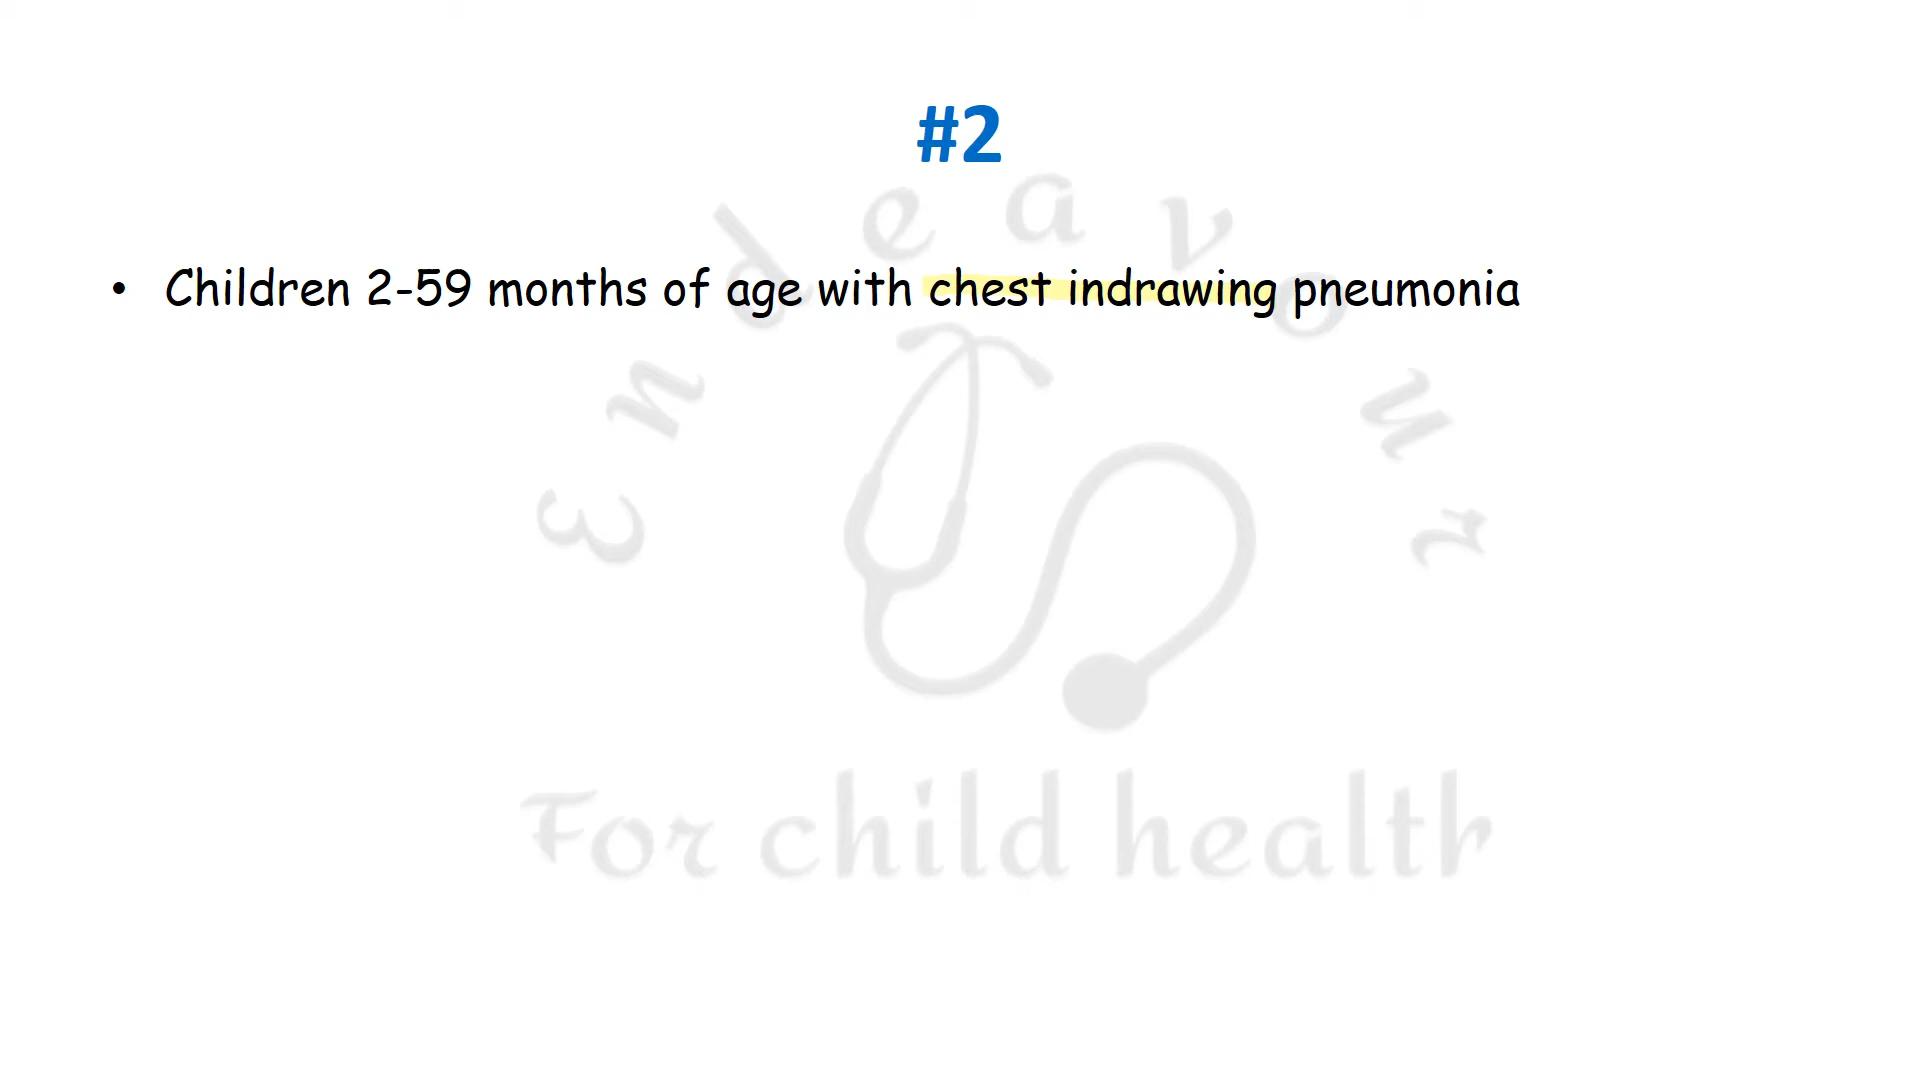 #2
Endeavour
• Children 2-59 months of age with chest indrawing pneumonia
For child health